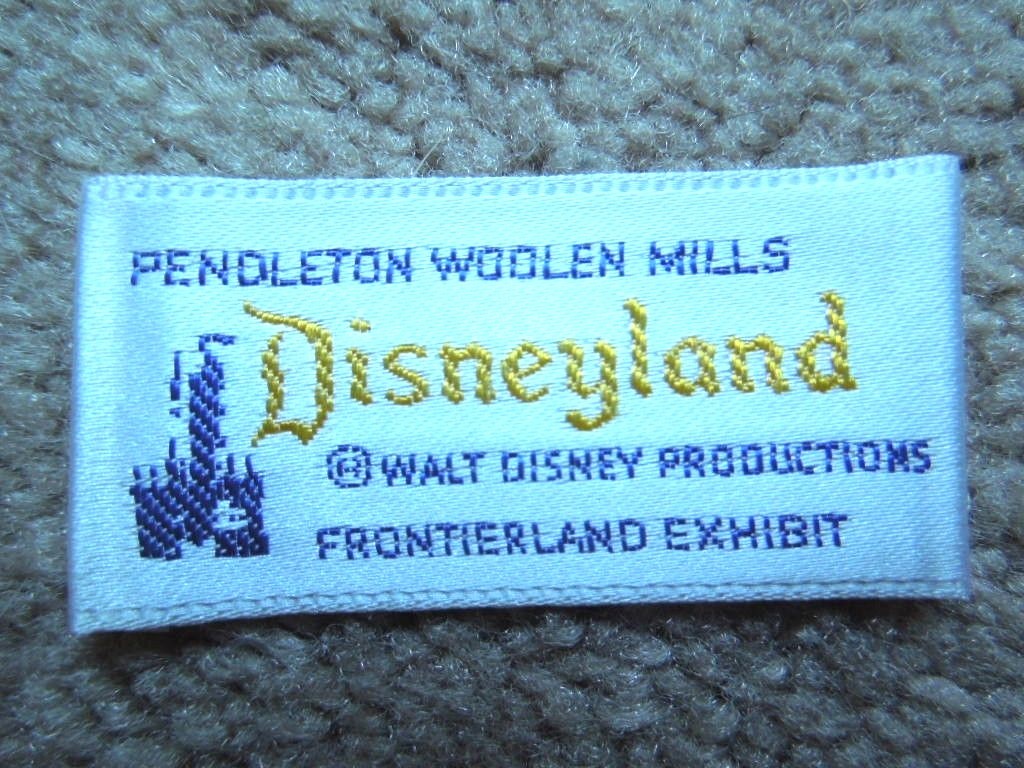 PENDLETON WOOLEN MILLS
Disneyland
© WALT DISNEY PRODUCTIONS
FRONTIERLAND EXHIBIT